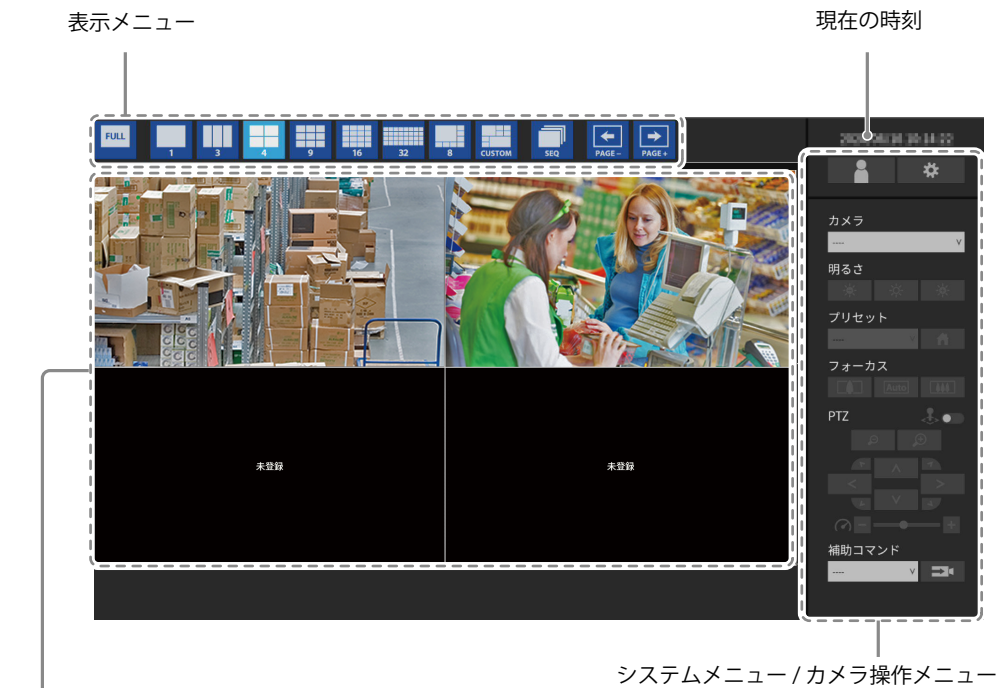 表示メニュー
現在の時刻
FULL 1 3 4 9 16 32 8 CUSTOM SEQ PAGE − PAGE +
カメラ
----
明るさ
プリセット
----
フォーカス
Auto
PTZ
未登録 未登録
補助コマンド
----
システムメニュー / カメラ操作メニュー